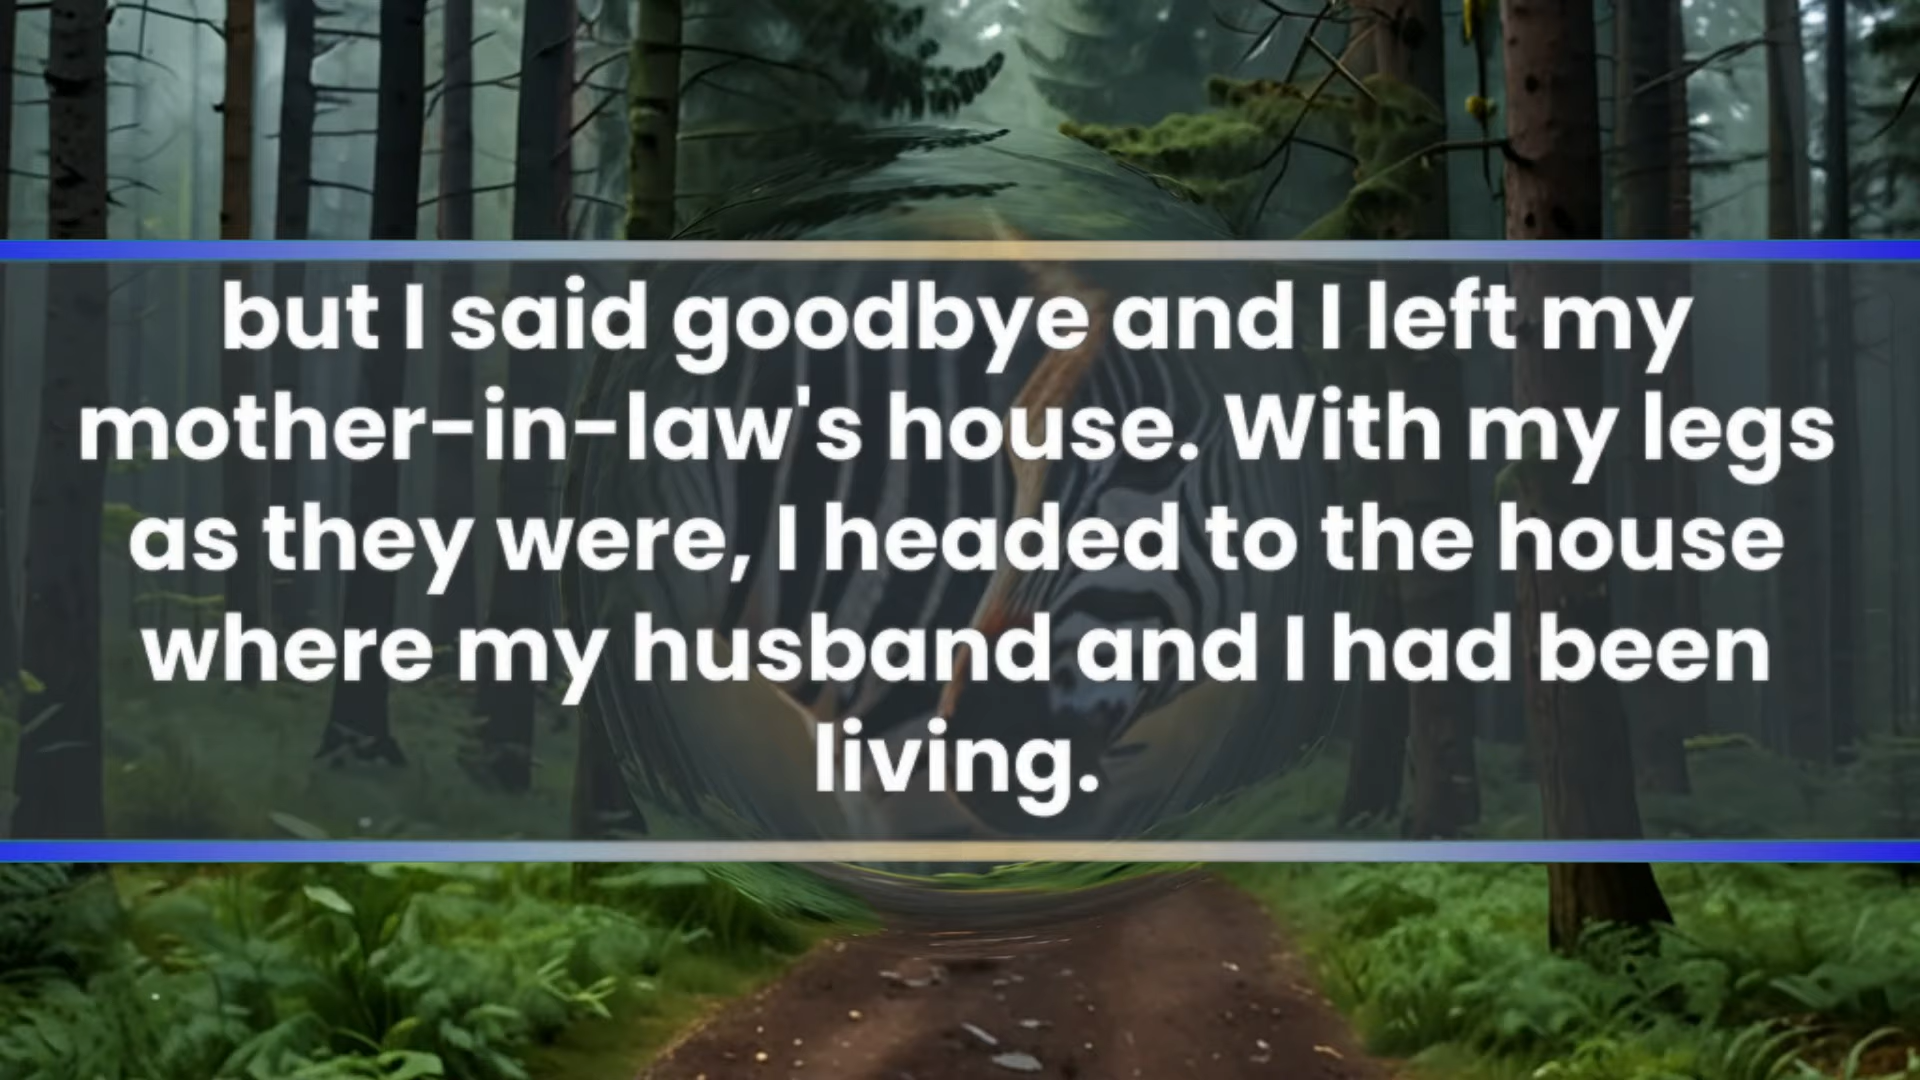 but I said goodbye and I left my
mother-in-law's house. With my legs
as they were, I headed to the house
where my husband and I had been
living.